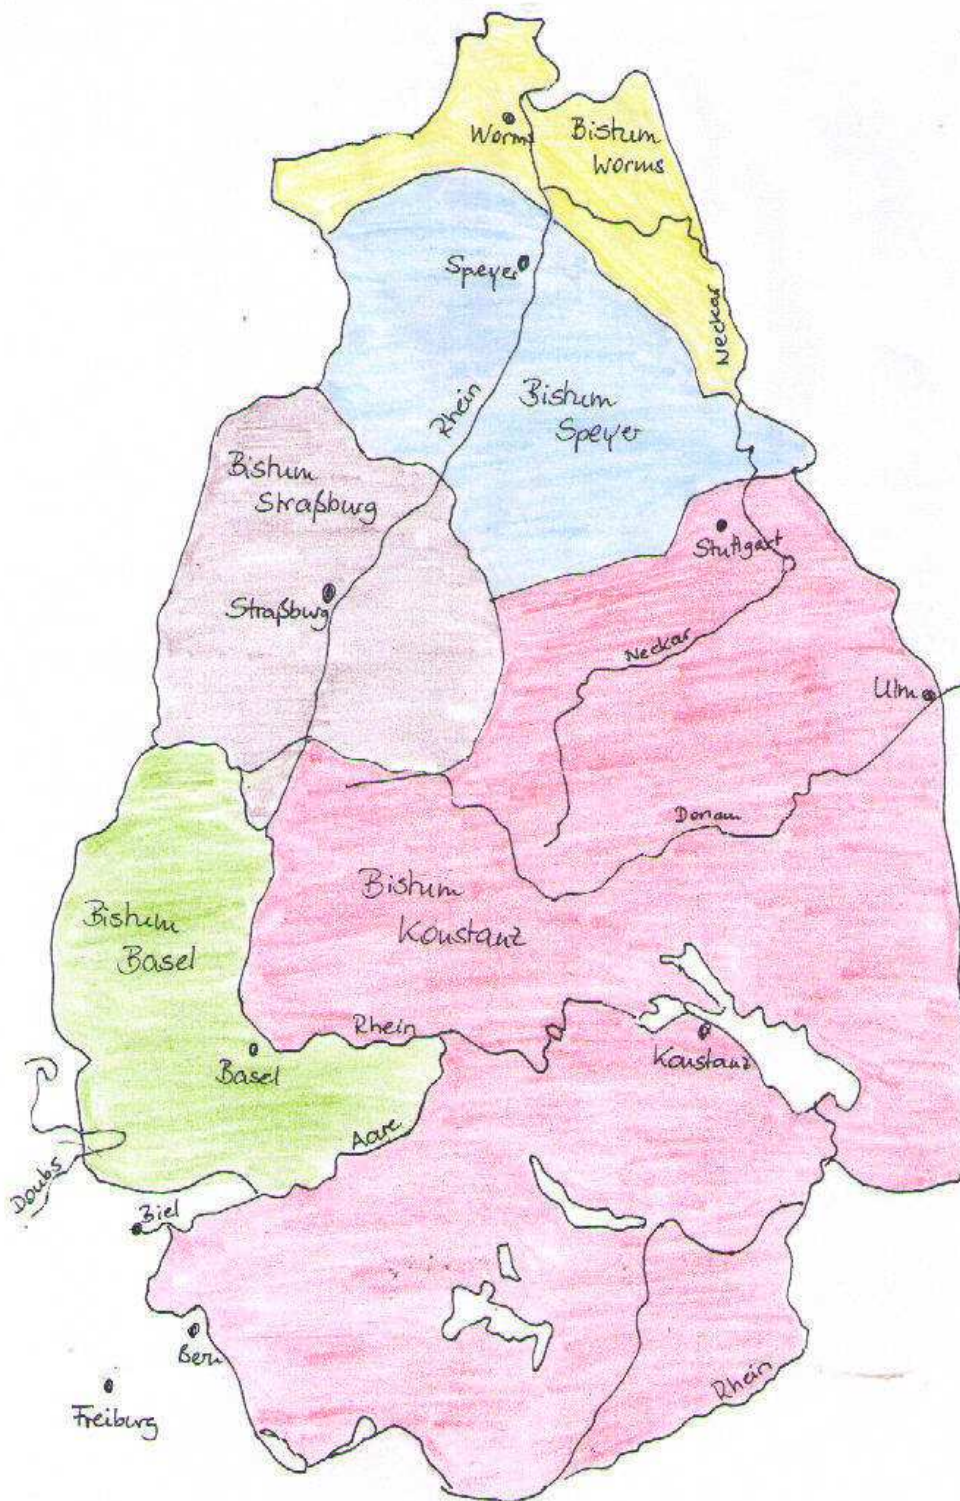 Worms
Bistum
Worms
Speyer
Neckar
Rhein
Bistum
Speyer
Bistum
Straßburg
Stuttgart
Straßburg
Neckar
Ulm
Donau
Bistum
Konstanz
Bistum
Basel
Rhein
Konstanz
Basel
Aare
Doubs
Biel
Bern
Rhein
Freiburg